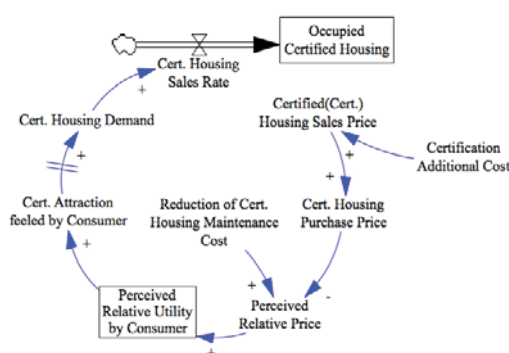 Occupied
Certified Housing
Cert. Housing
Sales Rate
+
Certified(Cert.)
Housing Sales Price
Cert. Housing Demand
+
+
Certification
Additional Cost
+
Cert. Attraction
feeled by Consumer
Reduction of Cert.
Housing Maintenance
Cost
Cert. Housing
Purchase Price
+
+
-
Perceived
Relative Utility
by Consumer
Perceived
Relative Price
+